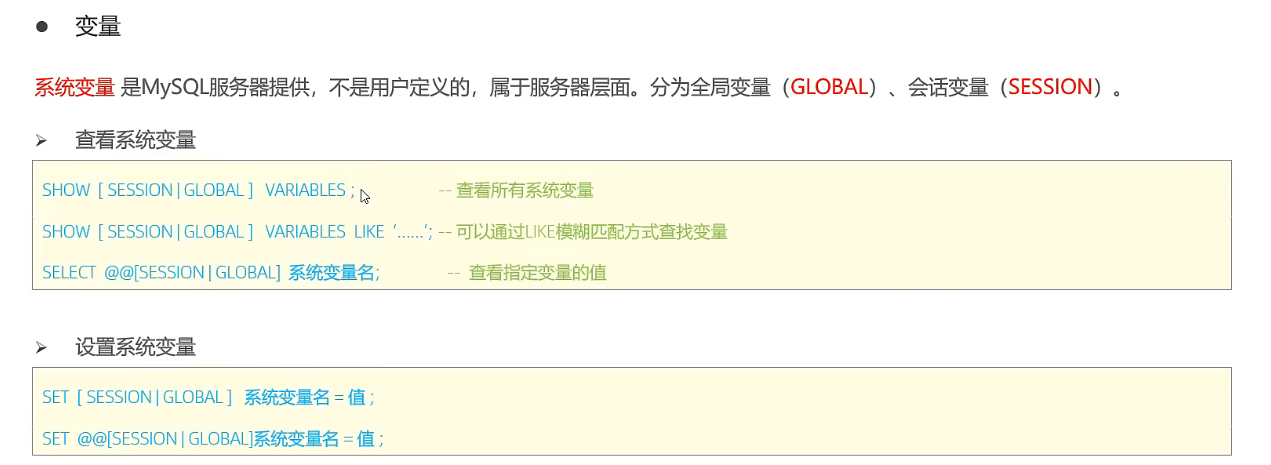 ● 变量
系统变量 是MySQL服务器提供，不是用户定义的，属于服务器层面。分为全局变量（GLOBAL）、会话变量（SESSION）。
➢ 查看系统变量
SHOW [ SESSION | GLOBAL ] VARIABLES ; -- 查看所有系统变量
SHOW [ SESSION | GLOBAL ] VARIABLES LIKE '......'; -- 可以通过LIKE模糊匹配方式查找变量
SELECT @@[SESSION | GLOBAL] 系统变量名; -- 查看指定变量的值
➢ 设置系统变量
SET [ SESSION | GLOBAL ] 系统变量名 = 值 ;
SET @@[SESSION | GLOBAL]系统变量名 = 值 ;